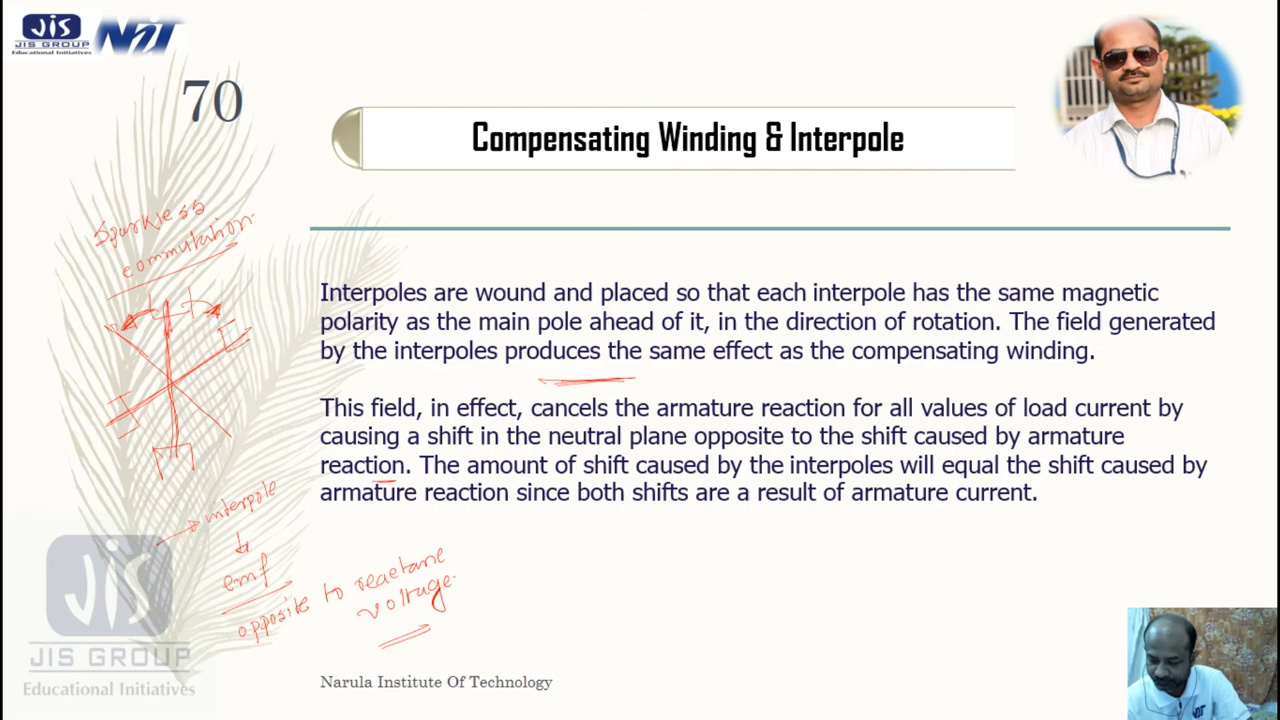 JIS
JIS GROUP
Educational Initiatives
NiT
70
Compensating Winding & Interpole
Sparkless
commutation
Interpoles are wound and placed so that each interpole has the same magnetic
polarity as the main pole ahead of it, in the direction of rotation. The field generated
by the interpoles produces the same effect as the compensating winding.
This field, in effect, cancels the armature reaction for all values of load current by
causing a shift in the neutral plane opposite to the shift caused by armature
reaction. The amount of shift caused by the interpoles will equal the shift caused by
armature reaction since both shifts are a result of armature current.
interpole
emf
opposite to reactane
voltage
JIS
JIS GROUP
Educational Initiatives
Narula Institute Of Technology